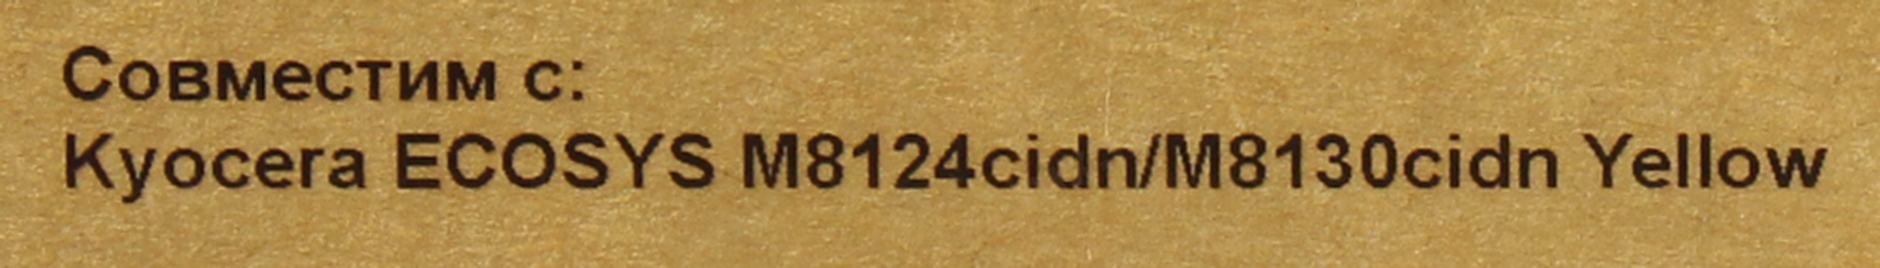 Совместим с:
Kyocera ECOSYS M8124cidn/M8130cidn Yellow